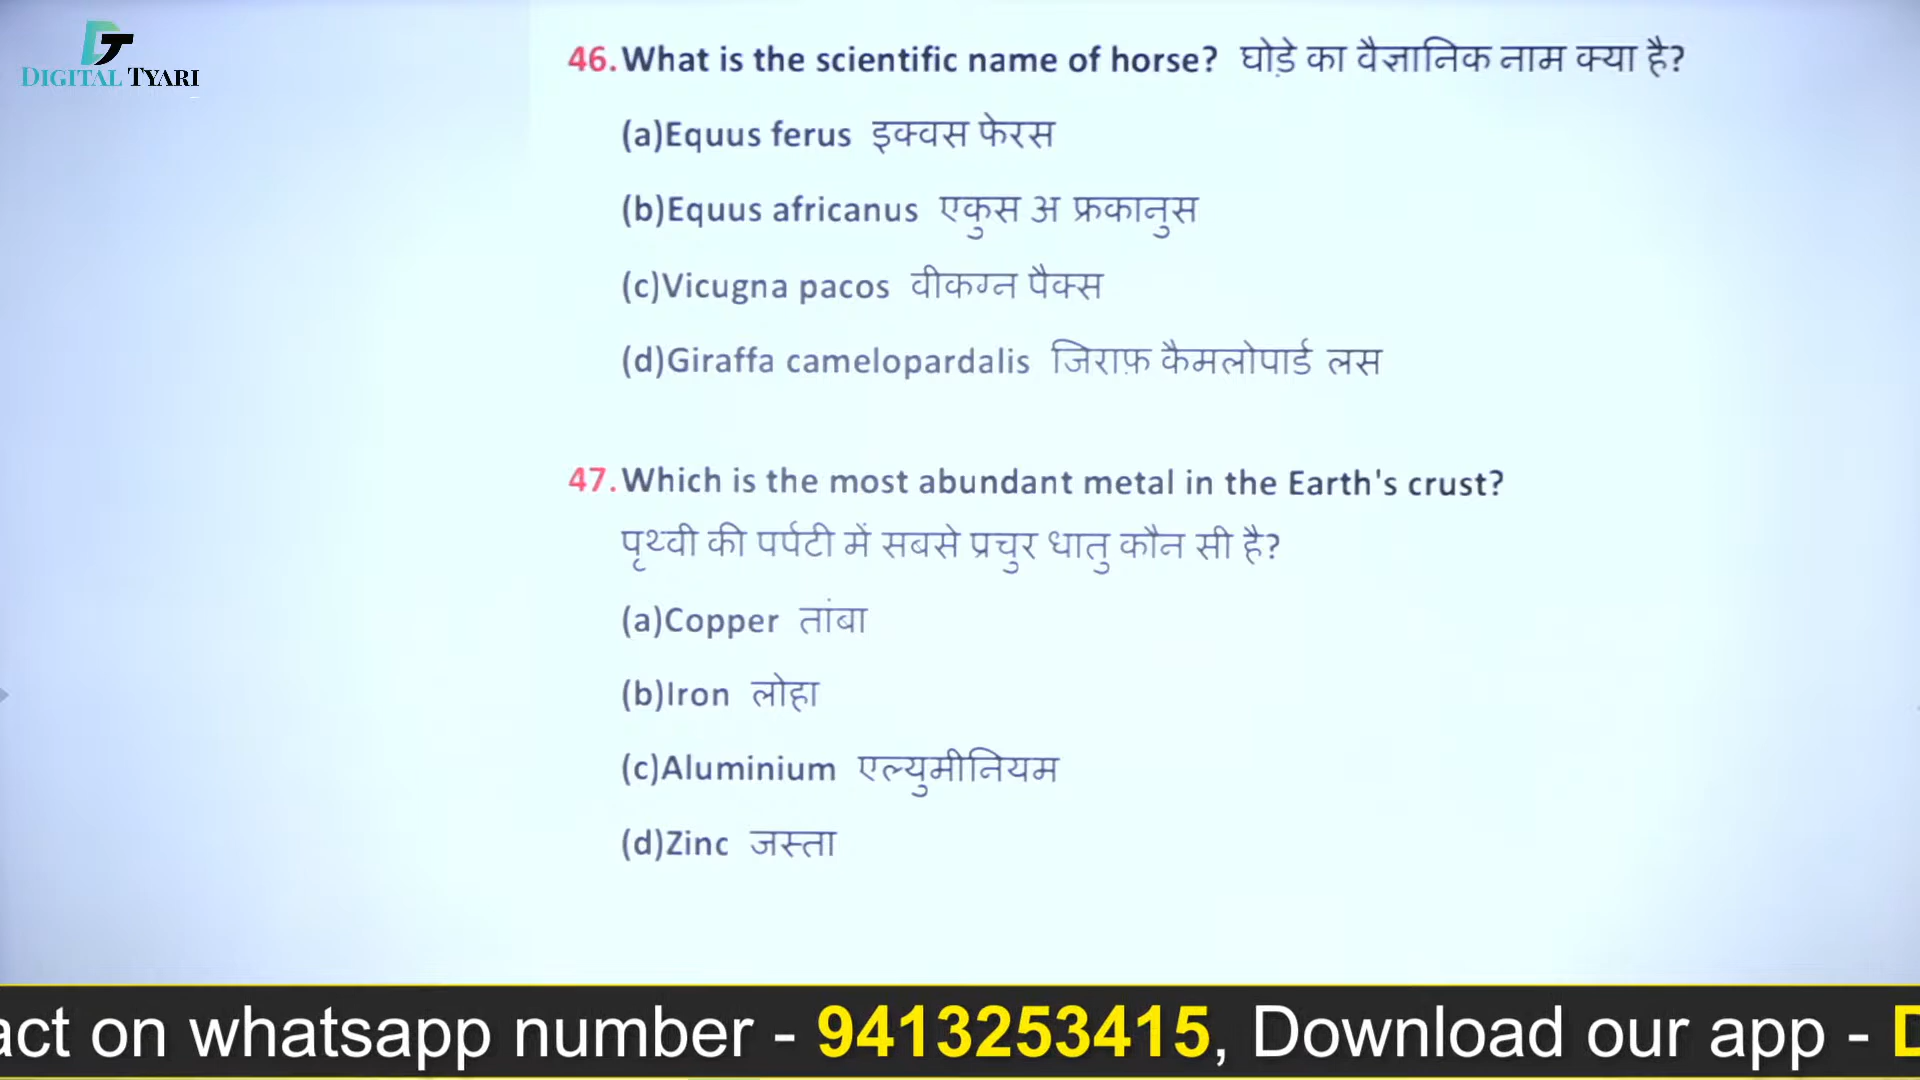 DT
DIGITAL TYARI
46. What is the scientific name of horse? घोड़े का वैज्ञानिक नाम क्या है?
(a)Equus ferus इक्वस फेरस
(b)Equus africanus एकुस अ फ्रकानुस
(c)Vicugna pacos वीकग्न पैक्स
(d)Giraffa camelopardalis जिराफ़ कैमलोपार्ड लस
47. Which is the most abundant metal in the Earth's crust?
पृथ्वी की पर्पटी में सबसे प्रचुर धातु कौन सी है?
(a)Copper तांबा
(b)Iron लोहा
(c)Aluminium एल्युमीनियम
(d)Zinc जस्ता
act on whatsapp number - 9413253415, Download our app -